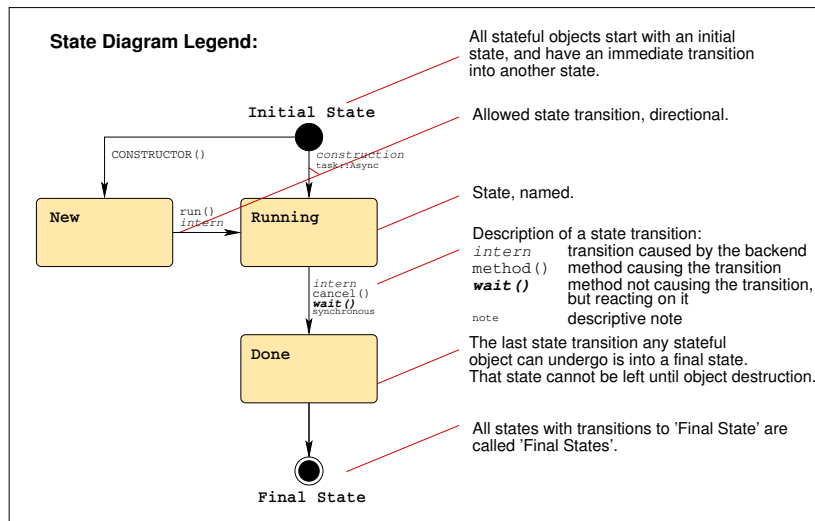 State Diagram Legend:
All stateful objects start with an initial
state, and have an immediate transition
into another state.
Initial State
Allowed state transition, directional.
CONSTRUCTOR()
construction
task::Async
New
run()
intern
Running
State, named.
Description of a state transition:
intern transition caused by the backend
method() method causing the transition
wait() method not causing the transition,
but reacting on it
note descriptive note
intern
cancel()
wait()
synchronous
Done
The last state transition any stateful
object can undergo is into a final state.
That state cannot be left until object destruction.
All states with transitions to 'Final State' are
called 'Final States'.
Final State